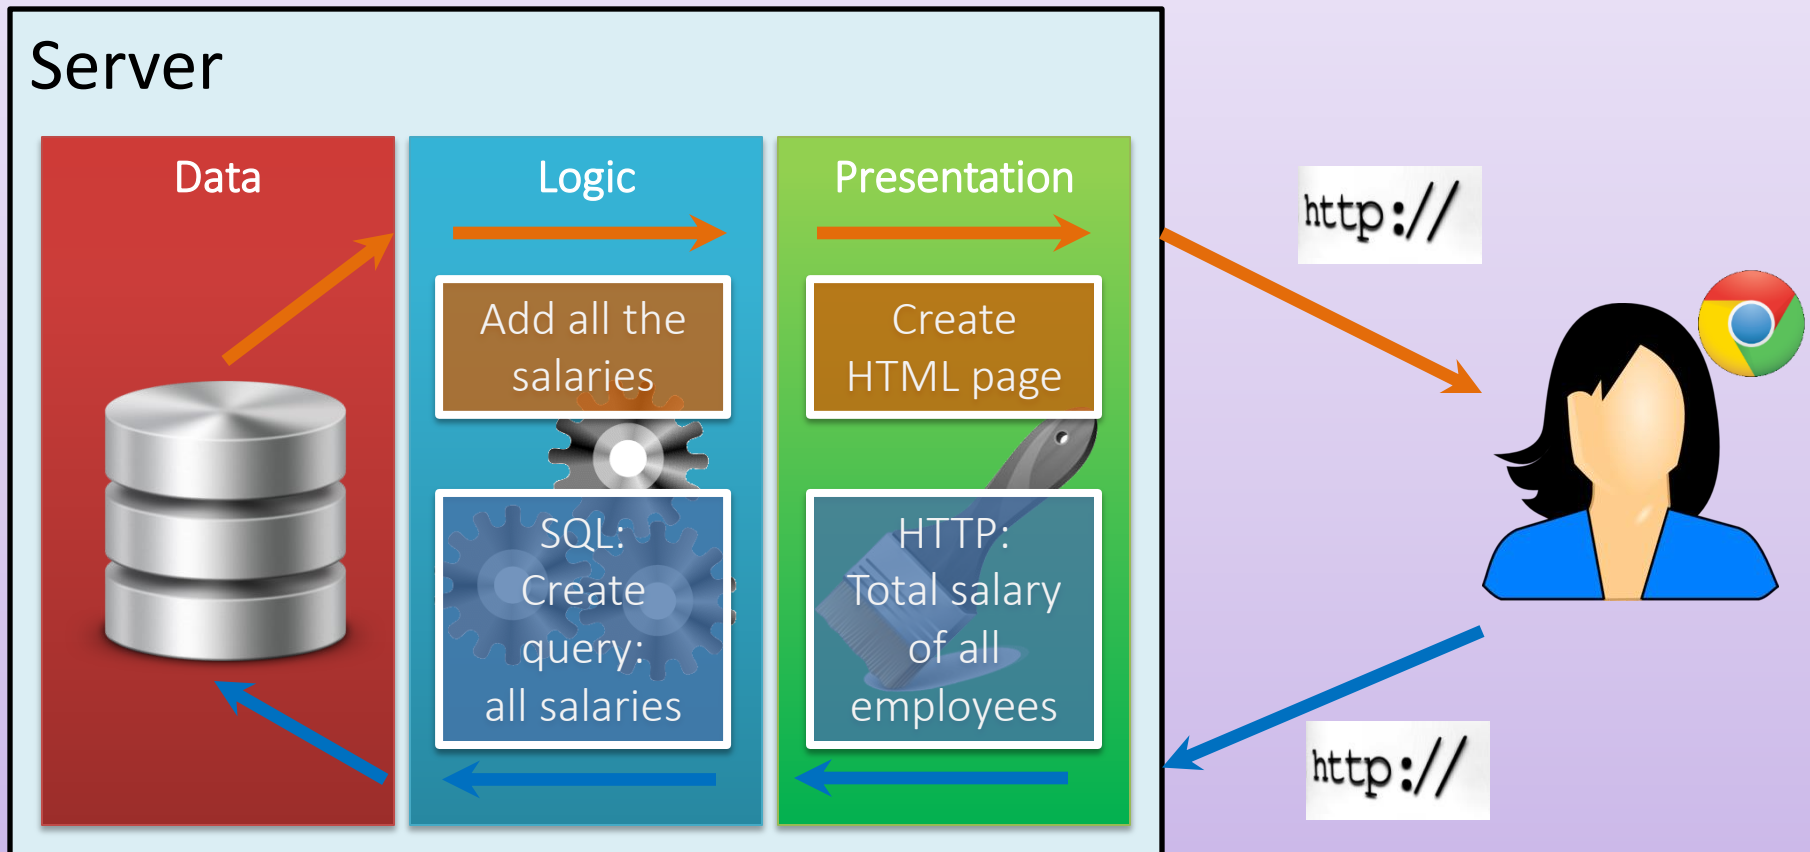 Server
Data
Logic
Presentation
http://
Add all the
salaries
Create
HTML page
SQL:
Create
query:
all salaries
HTTP:
Total salary
of all
employees
http://